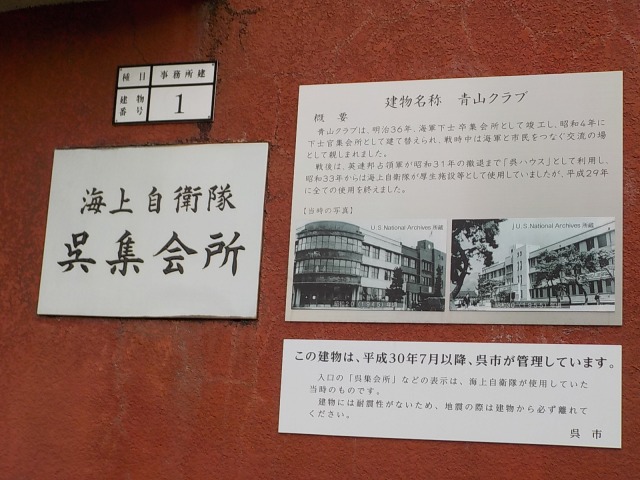 種目 事務所建
建物番号 1
海上自衛隊
呉集会所
建物名称 青山クラブ
概要
青山クラブは、明治36年、海軍下士卒集会所として竣工し、昭和4年に
下士官集会所として建て替えられ、戦時中は海軍と市民をつなぐ交流の場
として親しまれました。
戦後は、英連邦占領軍が昭和31年の撤退まで「呉ハウス」として利用し、
昭和33年からは海上自衛隊が厚生施設等として使用していましたが、平成29年
に全ての使用を終えました。
【当時の写真】
U.S.National Archives 所蔵
U.S.National Archives 所蔵
この建物は、平成30年7月以降、呉市が管理しています。
入口の「呉集会所」などの表示は、海上自衛隊が使用していた
当時のものです。
建物には耐震性がないため、地震の際は建物から必ず離れて
ください。
呉市